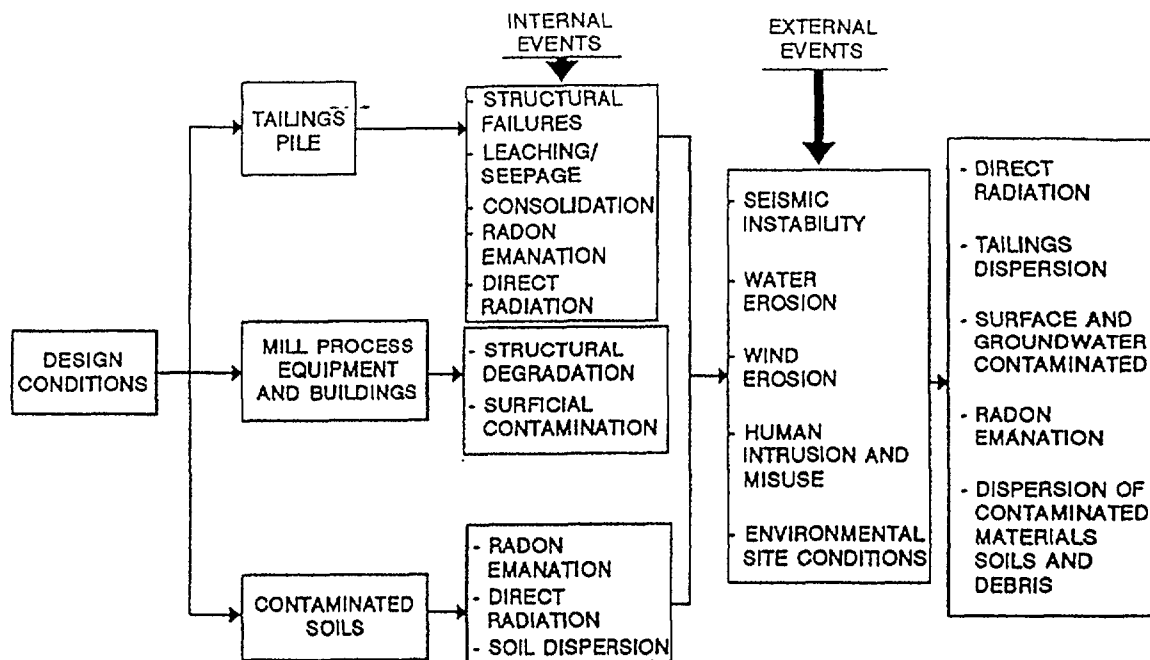 INTERNAL
EVENTS
EXTERNAL
EVENTS
TAILINGS
PILE
- STRUCTURAL
FAILURES
- LEACHING/
SEEPAGE
- CONSOLIDATION
- RADON
EMANATION
- DIRECT
RADIATION
DESIGN
CONDITIONS
MILL PROCESS
EQUIPMENT
AND BUILDINGS
- STRUCTURAL
DEGRADATION
- SURFICIAL
CONTAMINATION
CONTAMINATED
SOILS
- RADON
EMANATION
- DIRECT
RADIATION
- SOIL DISPERSION
- SEISMIC
INSTABILITY
- WATER
EROSION
- WIND
EROSION
- HUMAN
INTRUSION AND
MISUSE
- ENVIRONMENTAL
SITE CONDITIONS
- DIRECT
RADIATION
- TAILINGS
DISPERSION
- SURFACE AND
GROUNDWATER
CONTAMINATED
- RADON
EMANATION
- DISPERSION OF
CONTAMINATED
MATERIALS
SOILS AND
DEBRIS